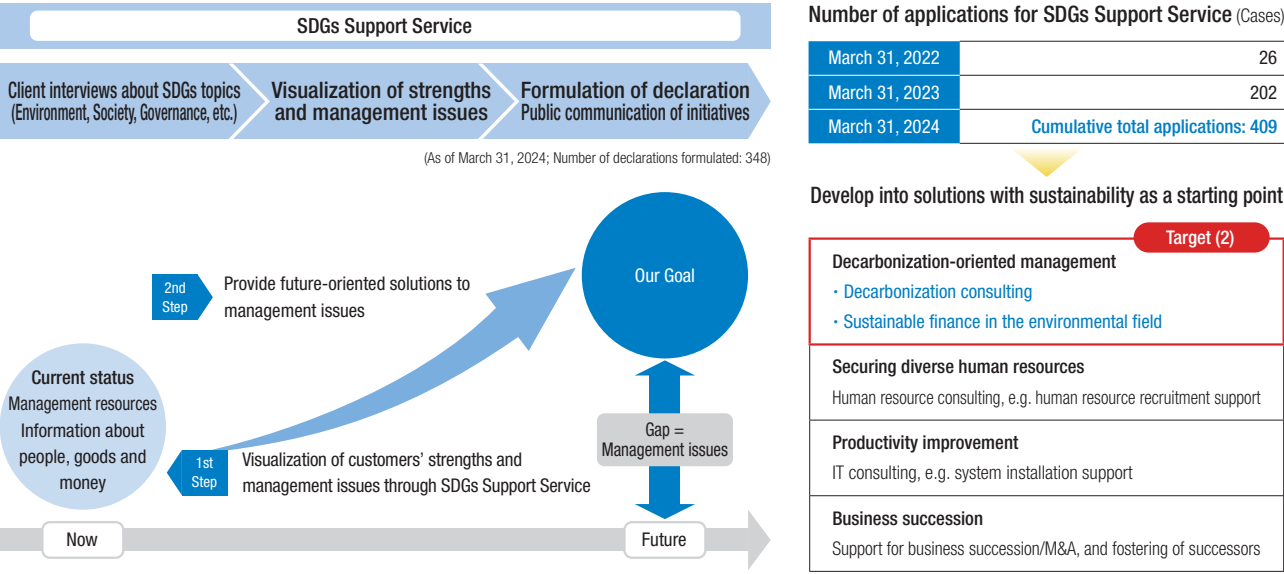 SDGs Support Service
Client interviews about SDGs topics
(Environment, Society, Governance, etc.)
Visualization of strengths
and management issues
Formulation of declaration
Public communication of initiatives
(As of March 31, 2024; Number of declarations formulated: 348)
Our Goal
2nd
Step
Provide future-oriented solutions to
management issues
Current status
Management resources
Information about
people, goods and
money
1st
Step
Visualization of customers’ strengths and
management issues through SDGs Support Service
Gap =
Management issues
Now
Future
Number of applications for SDGs Support Service (Cases)
March 31, 2022 26
March 31, 2023 202
March 31, 2024 Cumulative total applications: 409
Develop into solutions with sustainability as a starting point
Target (2)
Decarbonization-oriented management
・Decarbonization consulting
・Sustainable finance in the environmental field
Securing diverse human resources
Human resource consulting, e.g. human resource recruitment support
Productivity improvement
IT consulting, e.g. system installation support
Business succession
Support for business succession/M&A, and fostering of successors